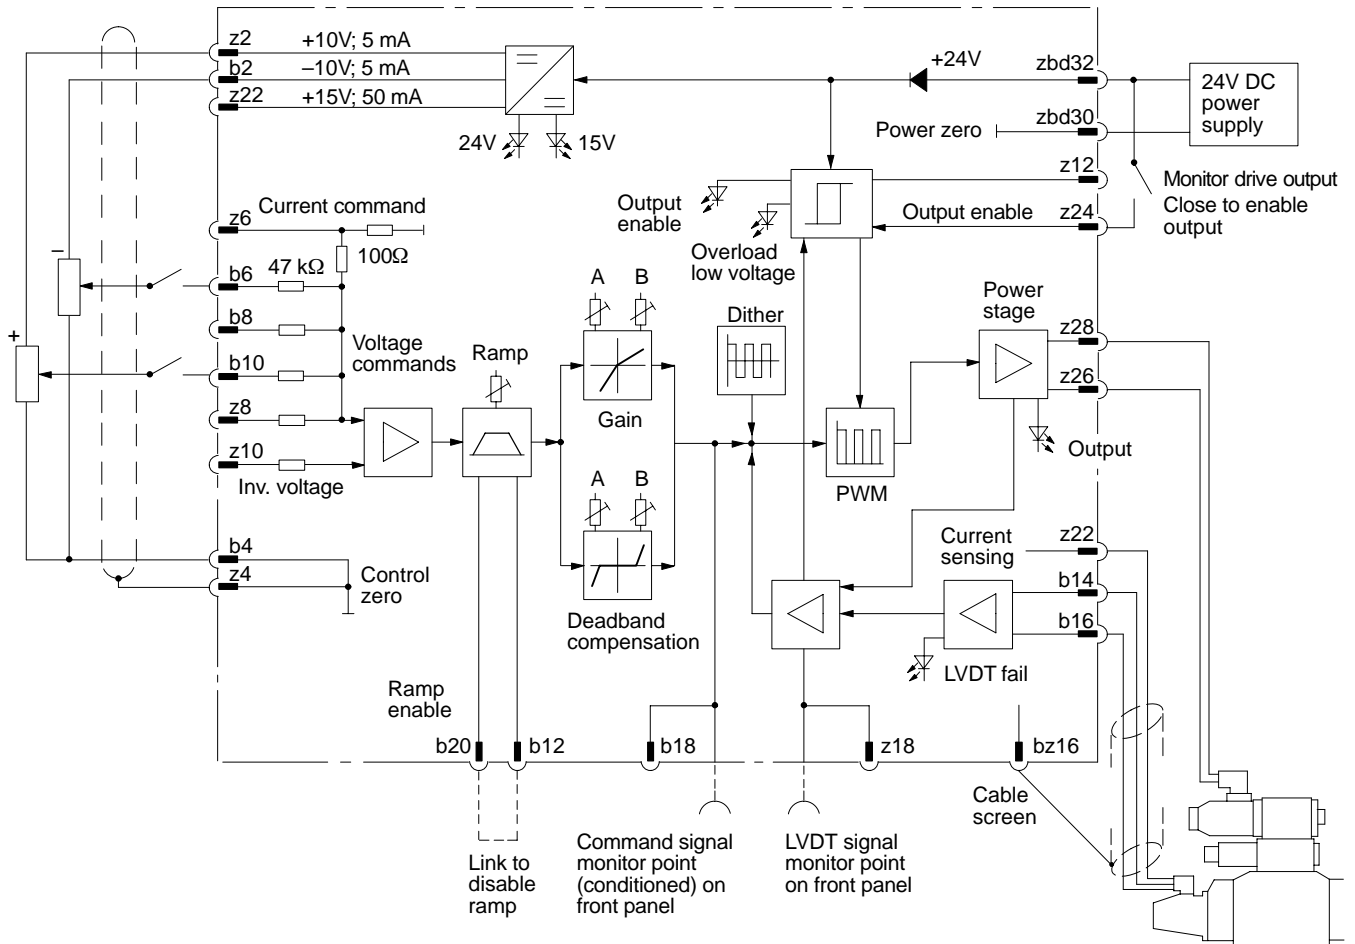 z2
+10V; 5 mA
b2
–10V; 5 mA
z22
+15V; 50 mA
24V
15V
+24V
zbd32
24V DC
power
supply
zbd30
Power zero
z12
Monitor drive output
Close to enable
output
z24
Output enable
Output
enable
Overload
low voltage
z6
Current command
100Ω
47 kΩ
–
b6
b8
+
b10
Voltage
commands
z8
z10
Inv. voltage
Ramp
A
B
Gain
A
B
Deadband
compensation
Dither
PWM
Power
stage
z28
z26
Output
Current
sensing
z22
b14
b16
LVDT fail
b4
z4
Control
zero
Ramp
enable
b20
b12
b18
z18
bz16
Link to
disable
ramp
Command signal
monitor point
(conditioned) on
front panel
LVDT signal
monitor point
on front panel
Cable
screen